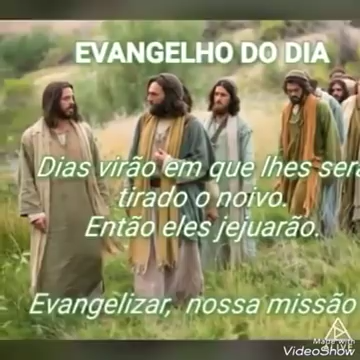 EVANGELHO DO DIA
Dias virão em que lhes será
tirado o noivo.
Então eles jejuarão.
Evangelizar, nossa missão
Made with
VideoShow